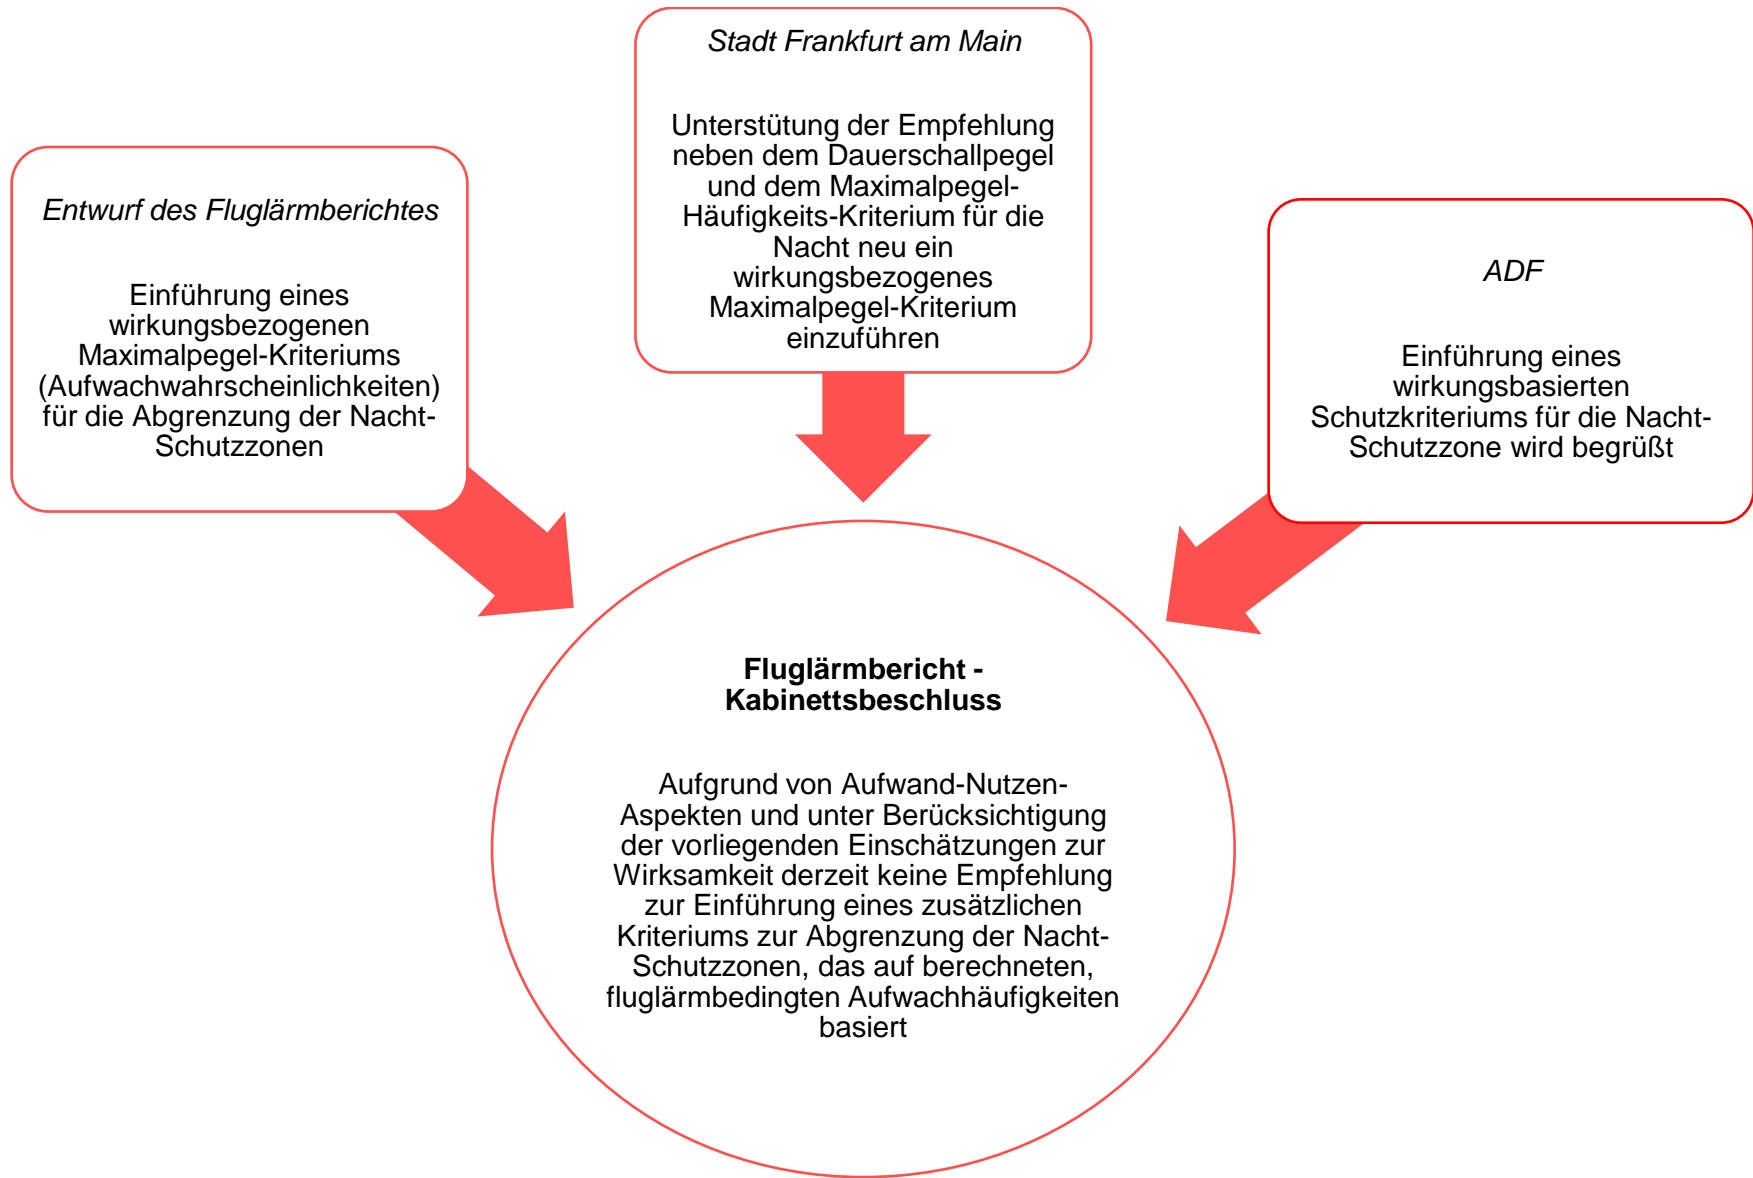 Entwurf des Fluglärmberichtes
Einführung eines
wirkungsbezogenen
Maximalpegel-Kriteriums
(Aufwachwahrscheinlichkeiten)
für die Abgrenzung der Nacht-
Schutzzonen
Stadt Frankfurt am Main
Unterstütung der Empfehlung
neben dem Dauerschallpegel
und dem Maximalpegel-
Häufigkeits-Kriterium für die
Nacht neu ein
wirkungsbezogenes
Maximalpegel-Kriterium
einzuführen
ADF
Einführung eines
wirkungsbasierten
Schutzkriteriums für die Nacht-
Schutzzone wird begrüßt
Fluglärmbericht -
Kabinettsbeschluss
Aufgrund von Aufwand-Nutzen-
Aspekten und unter Berücksichtigung
der vorliegenden Einschätzungen zur
Wirksamkeit derzeit keine Empfehlung
zur Einführung eines zusätzlichen
Kriteriums zur Abgrenzung der Nacht-
Schutzzonen, das auf berechneten,
fluglärmbedingten Aufwachhäufigkeiten
basiert